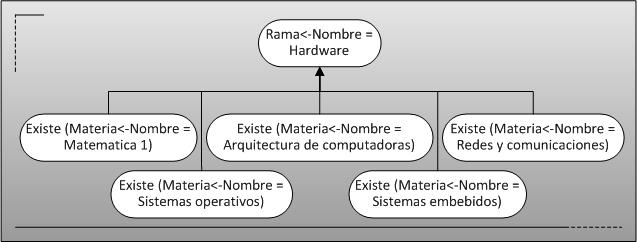 Rama<-Nombre =
Hardware
Existe (Materia<-Nombre =
Matematica 1)
Existe (Materia<-Nombre =
Arquitectura de computadoras)
Existe (Materia<-Nombre =
Redes y comunicaciones)
Existe (Materia<-Nombre =
Sistemas operativos)
Existe (Materia<-Nombre =
Sistemas embebidos)